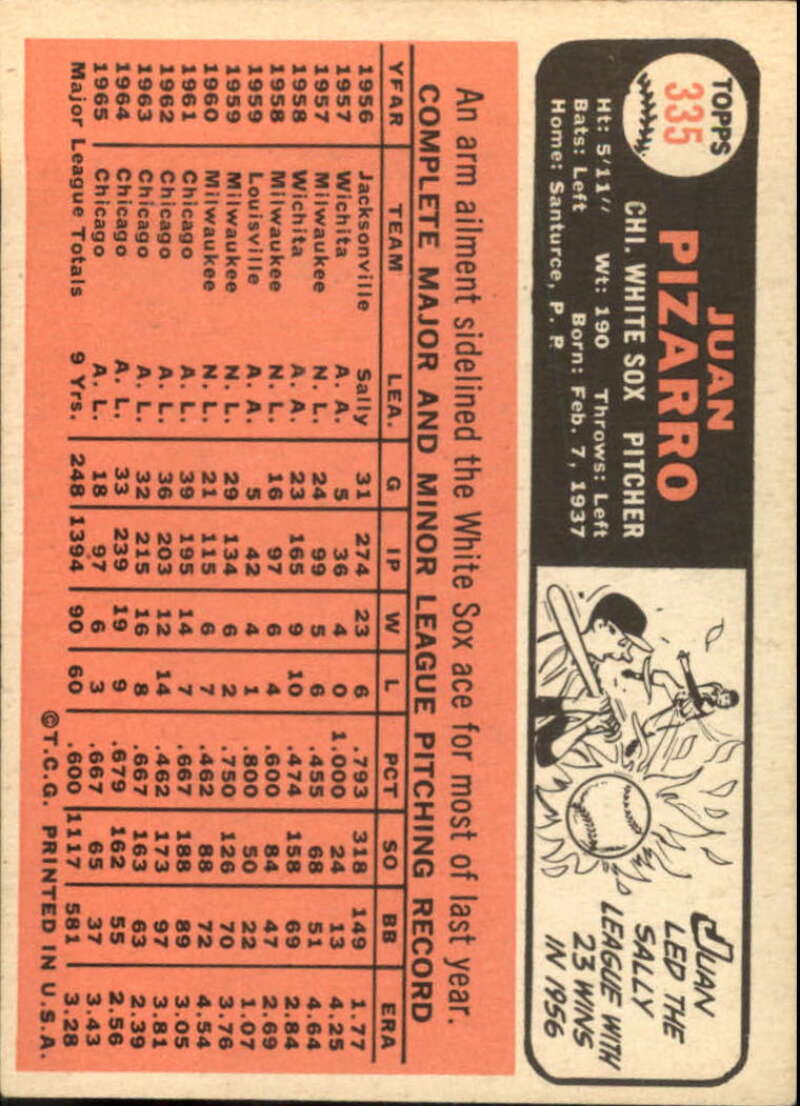 TOPPS
335
JUAN
PIZARRO
CHI. WHITE SOX PITCHER
Ht: 5'11" Wt: 190 Throws: Left
Bats: Left Born: Feb. 7, 1937
Home: Santurce, P. R.
JUAN
LED THE
SALLY
LEAGUE WITH
23 WINS
IN 1956
An arm ailment sidelined the White Sox ace for most of last year.
COMPLETE MAJOR AND MINOR LEAGUE PITCHING RECORD
YEAR TEAM LEA. G IP W L PCT SO BB ERA
1956 Jacksonville Sally 31 274 23 6 .793 318 149 1.77
1957 Wichita A. A. 5 36 4 0 1.000 24 13 4.25
1957 Milwaukee N. L. 24 99 5 6 .455 68 51 4.64
1958 Wichita A. A. 23 165 9 10 .474 158 69 2.84
1958 Milwaukee N. L. 16 97 6 4 .600 84 47 2.69
1959 Louisville A. A. 5 42 4 1 .800 50 22 1.07
1959 Milwaukee N. L. 29 134 6 2 .750 126 70 3.76
1960 Milwaukee N. L. 21 115 6 7 .462 88 72 4.54
1961 Chicago A. L. 39 195 14 7 .667 188 89 3.05
1962 Chicago A. L. 36 203 12 14 .462 173 97 3.81
1963 Chicago A. L. 32 215 16 8 .667 163 63 2.39
1964 Chicago A. L. 33 239 19 9 .679 162 55 2.56
1965 Chicago A. L. 18 97 6 3 .667 65 37 3.43
Major League Totals 9 Yrs. 248 1394 90 60 .600 1117 581 3.28
©T.C.G. PRINTED IN U.S.A.